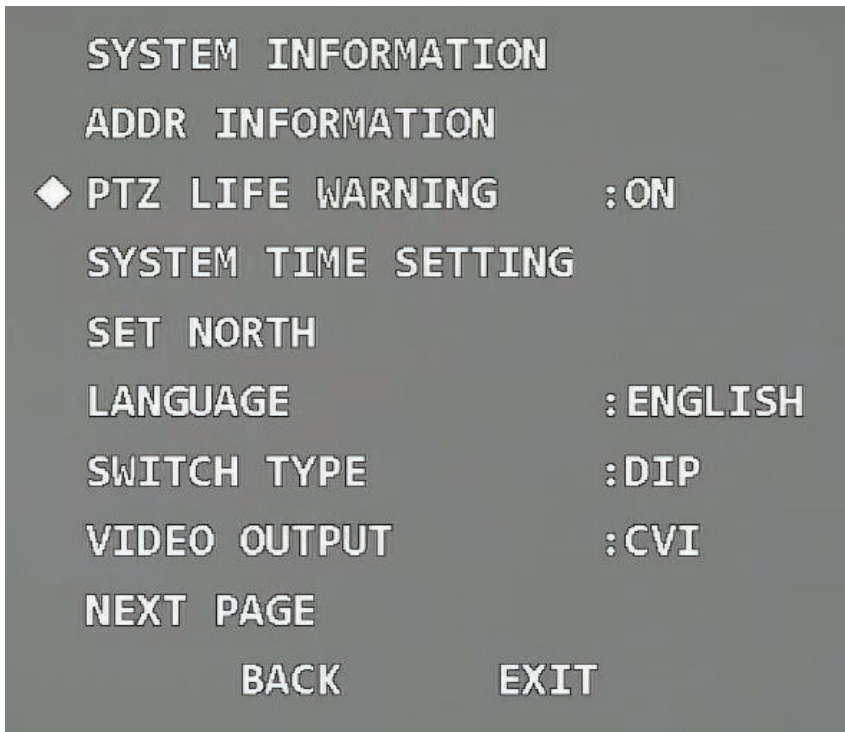 SYSTEM INFORMATION
ADDR INFORMATION
PTZ LIFE WARNING :ON
SYSTEM TIME SETTING
SET NORTH
LANGUAGE :ENGLISH
SWITCH TYPE :DIP
VIDEO OUTPUT :CVI
NEXT PAGE
BACK EXIT